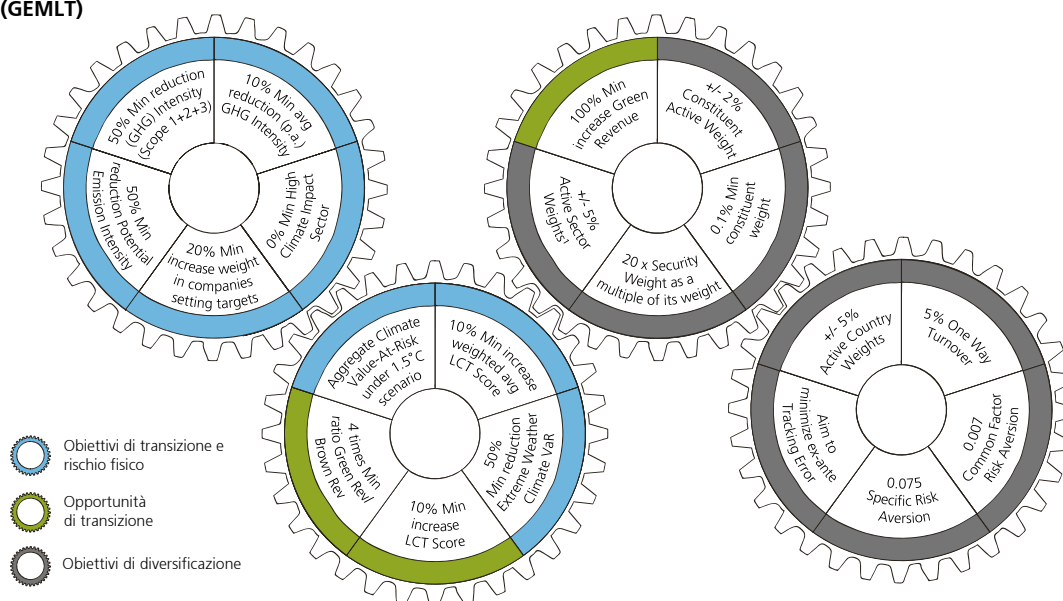 (GEMLT)
50% Min reduction
(GHG) Intensity
(Scope 1+2+3)
10% Min avg
reduction (p.a.)
GHG Intensity
0% Min High
Climate Impact
Sector
20% Min
increase weight
in companies
setting targets
50% Min
reduction Potential
Emission Intensity
100% Min
increase Green
Revenue
+/- 2%
Constituent
Active Weight
0.1% Min
constituent
weight
20 x Security
Weight as a
multiple of its weight
+/- 5%
Active Sector
Weights¹
Aggregate Climate
Value-At-Risk
under 1,5°C
scenario
10% Min increase
weighted avg
LCT Score
50%
Min reduction
Extreme Weather
Climate VaR
10% Min
increase
LCT Score
4 times Min
ratio Green Rev/
Brown Rev
+/- 5%
Active Country
Weights
5% One Way
Turnover
0.007
Common Factor
Risk Aversion
0.075
Specific Risk
Aversion
Aim to
minimize ex-ante
Tracking Error
Obiettivi di transizione e
rischio fisico
Opportunità
di transizione
Obiettivi di diversificazione